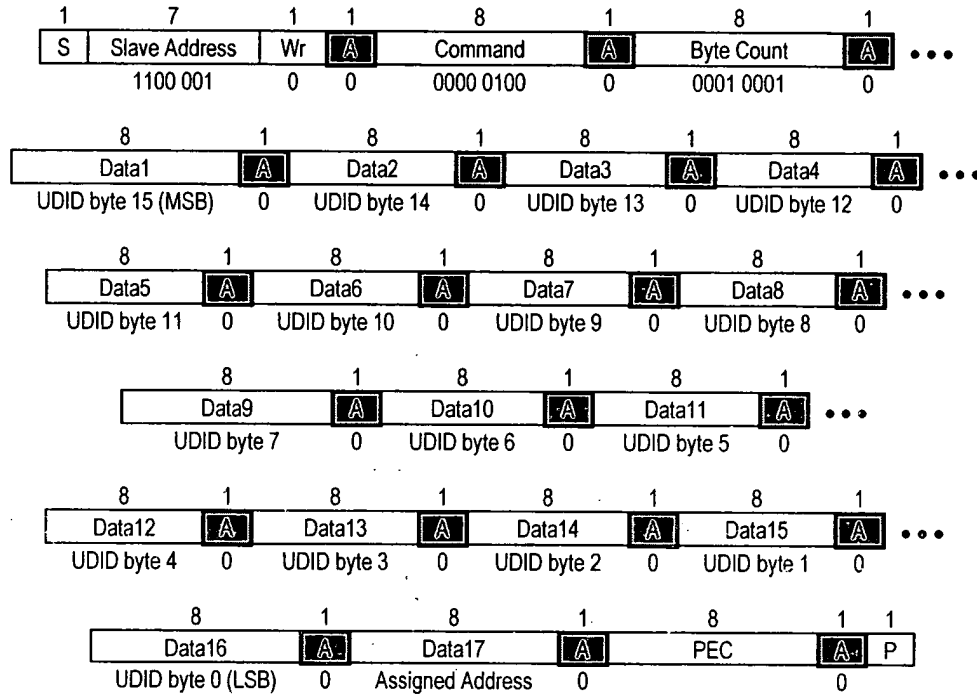 1 7 1 1 8 1 8 1
S Slave Address Wr A Command A Byte Count A
1100 001 0 0 0000 0100 0 0001 0001 0
8 1 8 1 8 1 8 1
Data1 A Data2 A Data3 A Data4 A
UDID byte 15 (MSB) 0 UDID byte 14 0 UDID byte 13 0 UDID byte 12 0
8 1 8 1 8 1 8 1
Data5 A Data6 A Data7 A Data8 A
UDID byte 11 0 UDID byte 10 0 UDID byte 9 0 UDID byte 8 0
8 1 8 1 8 1
Data9 A Data10 A Data11 A
UDID byte 7 0 UDID byte 6 0 UDID byte 5 0
8 1 8 1 8 1 8 1
Data12 A Data13 A Data14 A Data15 A
UDID byte 4 0 UDID byte 3 0 UDID byte 2 0 UDID byte 1 0
8 1 8 1 8 1 1
Data16 A Data17 A PEC A P
UDID byte 0 (LSB) 0 Assigned Address 0 0